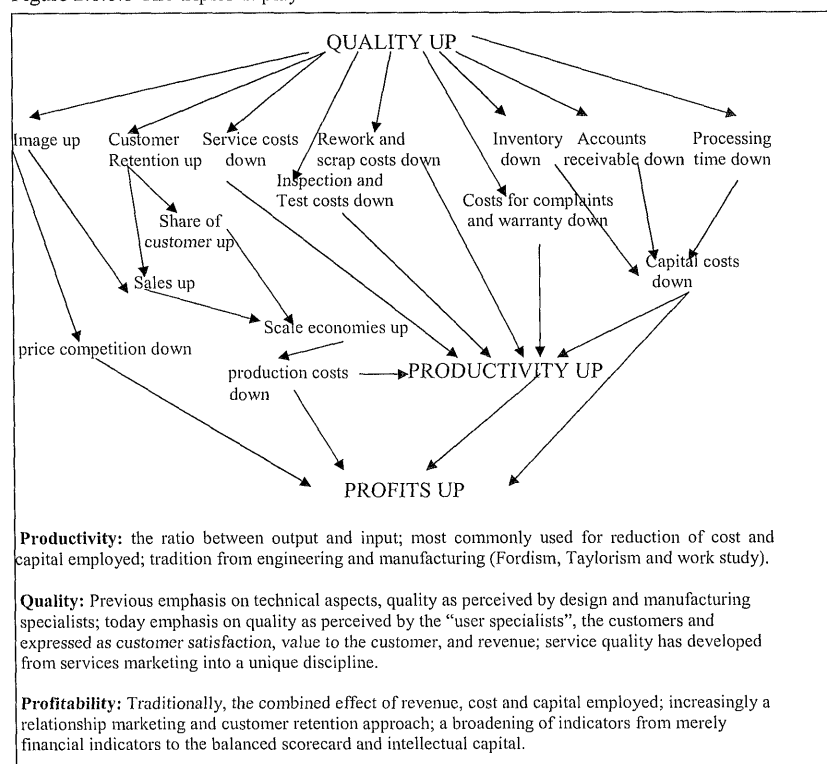 QUALITY UP
Image up
Customer
Retention up
Service costs
down
Rework and
scrap costs down
Inventory
down
Accounts
receivable down
Processing
time down
Inspection and
Test costs down
Costs for complaints
and warranty down
Share of
customer up
Capital costs
down
Sales up
Scale economies up
price competition down
production costs
down
PRODUCTIVITY UP
PROFITS UP
Productivity: the ratio between output and input; most commonly used for reduction of cost and
capital employed; tradition from engineering and manufacturing (Fordism, Taylorism and work study).
Quality: Previous emphasis on technical aspects, quality as perceived by design and manufacturing
specialists; today emphasis on quality as perceived by the “user specialists”, the customers and
expressed as customer satisfaction, value to the customer, and revenue; service quality has developed
from services marketing into a unique discipline.
Profitability: Traditionally, the combined effect of revenue, cost and capital employed; increasingly a
relationship marketing and customer retention approach; a broadening of indicators from merely
financial indicators to the balanced scorecard and intellectual capital.